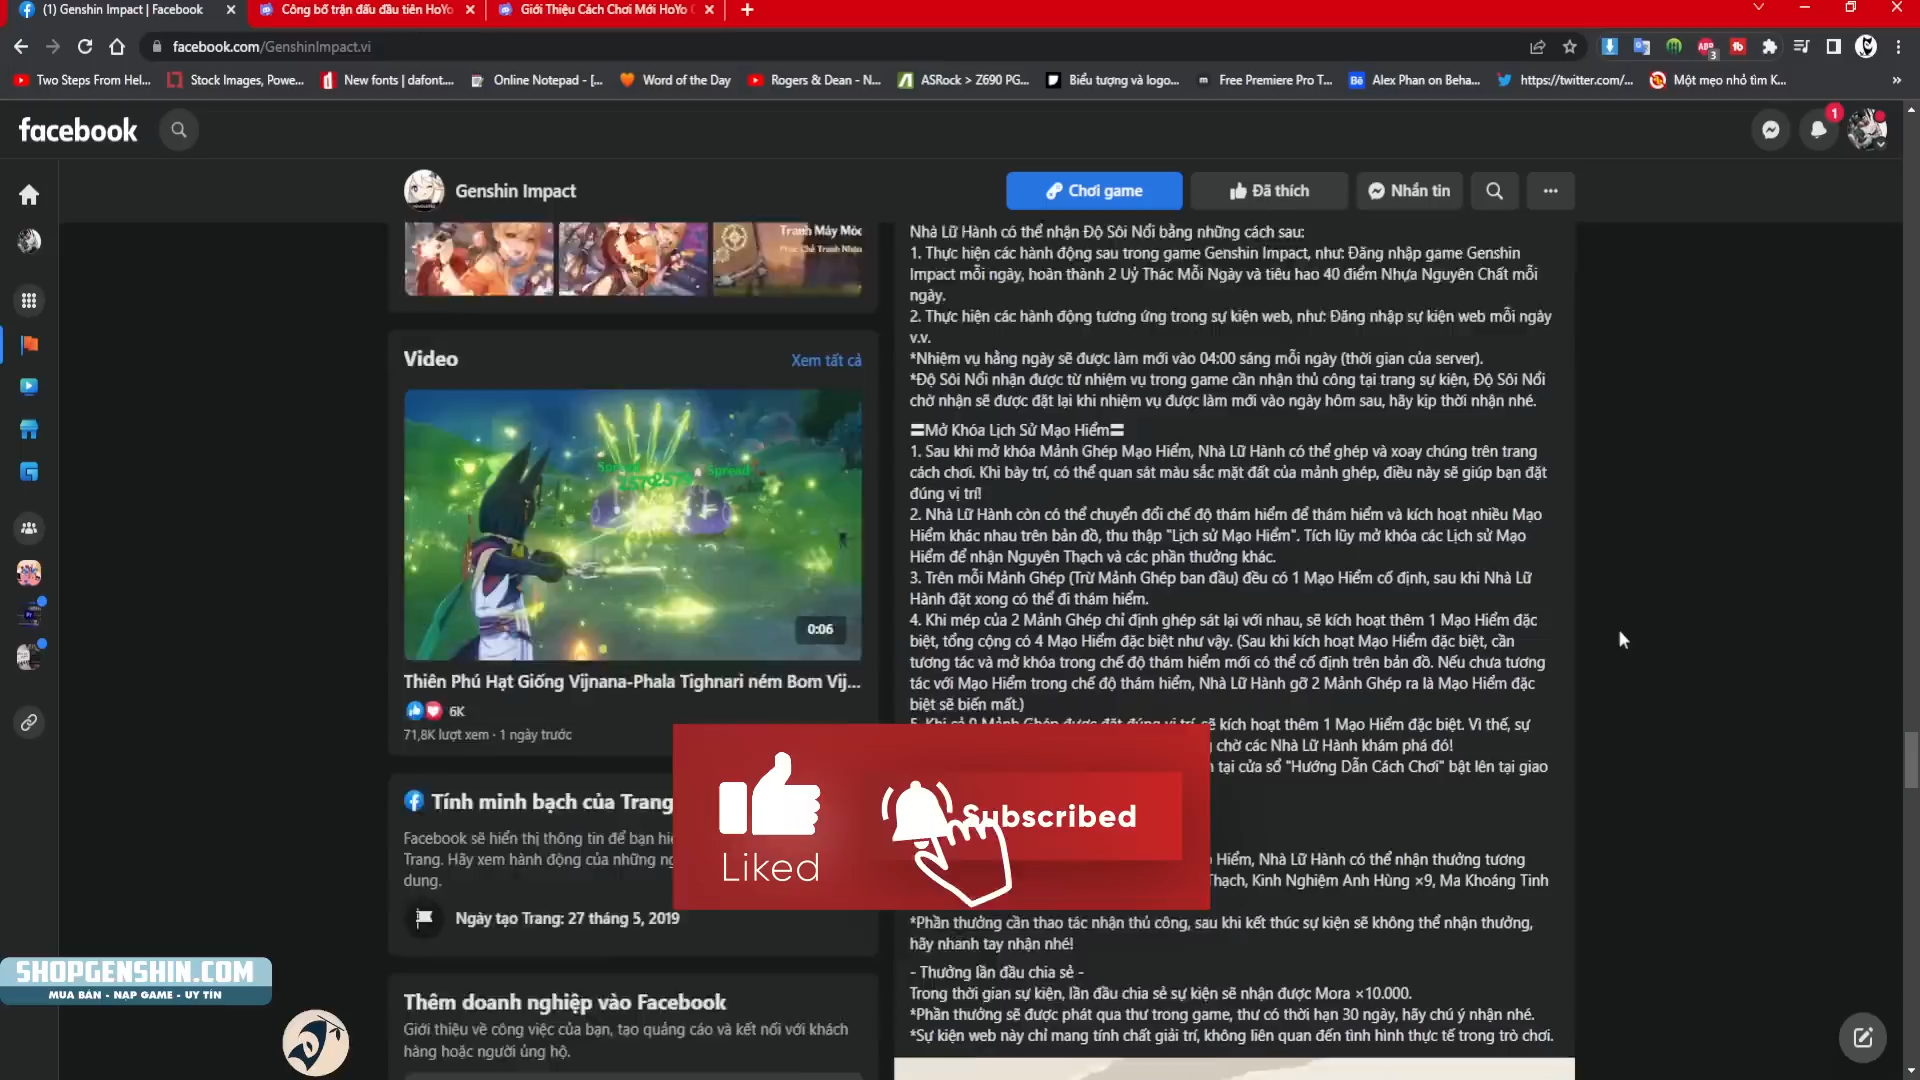 (1) Genshin Impact | Facebook
Công bố trận đấu đầu tiên HoYo
Giới Thiệu Cách Chơi Mới HoYo
facebook.com/GenshinImpact.vi
3
Two Steps From Hel...
Stock Images, Powe...
New fonts | dafont....
Online Notepad - [...
Word of the Day
Rogers & Dean - N...
ASRock > Z690 PG...
Biểu tượng và logo...
Free Premiere Pro T...
Alex Phan on Beha...
https://twitter.com/...
Một mẹo nhỏ tìm K...
»
facebook
1
Genshin Impact
Chơi game
Đã thích
Nhắn tin
Tranh Máy Móc
Video
Xem tất cả
Spread
Spread
0:06
Thiên Phú Hạt Giống Vijnana-Phala Tighnari ném Bom Vij...
6K
71,8K lượt xem · 1 ngày trước
Tính minh bạch của Trang
Facebook sẽ hiển thị thông tin để bạn hi
Trang. Hãy xem hành động của những ng
dung.
Ngày tạo Trang: 27 tháng 5, 2019
Thêm doanh nghiệp vào Facebook
Giới thiệu về công việc của bạn, tạo quảng cáo và kết nối với khách
hàng hoặc người ủng hộ.
Nhà Lữ Hành có thể nhận Độ Sôi Nổi bằng những cách sau:
1. Thực hiện các hành động sau trong game Genshin Impact, như: Đăng nhập game Genshin
Impact mỗi ngày, hoàn thành 2 Uỷ Thác Mỗi Ngày và tiêu hao 40 điểm Nhựa Nguyên Chất mỗi
ngày.
2. Thực hiện các hành động tương ứng trong sự kiện web, như: Đăng nhập sự kiện web mỗi ngày
v.v.
*Nhiệm vụ hằng ngày sẽ được làm mới vào 04:00 sáng mỗi ngày (thời gian của server).
*Độ Sôi Nổi nhận được từ nhiệm vụ trong game cần nhận thủ công tại trang sự kiện, Độ Sôi Nổi
chờ nhận sẽ được đặt lại khi nhiệm vụ được làm mới vào ngày hôm sau, hãy kịp thời nhận nhé.
〓Mở Khóa Lịch Sử Mạo Hiểm〓
1. Sau khi mở khóa Mảnh Ghép Mạo Hiểm, Nhà Lữ Hành có thể ghép và xoay chúng trên trang
cách chơi. Khi bày trí, có thể quan sát màu sắc mặt đất của mảnh ghép, điều này sẽ giúp bạn đặt
đúng vị trí!
2. Nhà Lữ Hành còn có thể chuyển đổi chế độ thám hiểm để thám hiểm và kích hoạt nhiều Mạo
Hiểm khác nhau trên bản đồ, thu thập "Lịch sử Mạo Hiểm". Tích lũy mở khóa các Lịch sử Mạo
Hiểm để nhận Nguyên Thạch và các phần thưởng khác.
3. Trên mỗi Mảnh Ghép (Trừ Mảnh Ghép ban đầu) đều có 1 Mạo Hiểm cố định, sau khi Nhà Lữ
Hành đặt xong có thể đi thám hiểm.
4. Khi mép của 2 Mảnh Ghép chỉ định ghép sát lại với nhau, sẽ kích hoạt thêm 1 Mạo Hiểm đặc
biệt, tổng cộng có 4 Mạo Hiểm đặc biệt như vậy. (Sau khi kích hoạt Mạo Hiểm đặc biệt, cần
tương tác và mở khóa trong chế độ thám hiểm mới có thể cố định trên bản đồ. Nếu chưa tương
tác với Mạo Hiểm trong chế độ thám hiểm, Nhà Lữ Hành gỡ 2 Mảnh Ghép ra là Mạo Hiểm đặc
biệt sẽ biến mất.)
5. Khi cả 9 Mảnh Ghép được đặt đúng vị trí, sẽ kích hoạt thêm 1 Mạo Hiểm đặc biệt. Vì thế, sự
chờ các Nhà Lữ Hành khám phá đó!
tại cửa sổ "Hướng Dẫn Cách Chơi" bật lên tại giao
Hiểm, Nhà Lữ Hành có thể nhận thưởng tương
Thạch, Kinh Nghiệm Anh Hùng ×9, Ma Khoáng Tinh
*Phần thưởng cần thao tác nhận thủ công, sau khi kết thúc sự kiện sẽ không thể nhận thưởng,
hãy nhanh tay nhận nhé!
- Thưởng lần đầu chia sẻ -
Trong thời gian sự kiện, lần đầu chia sẻ sự kiện sẽ nhận được Mora ×10.000.
*Phần thưởng sẽ được phát qua thư trong game, thư có thời hạn 30 ngày, hãy chú ý nhận nhé.
*Sự kiện web này chỉ mang tính chất giải trí, không liên quan đến tình hình thực tế trong trò chơi.
Liked
Subscribed
SHOPGENSHIN.COM
MUA BÁN - NẠP GAME - UY TÍN